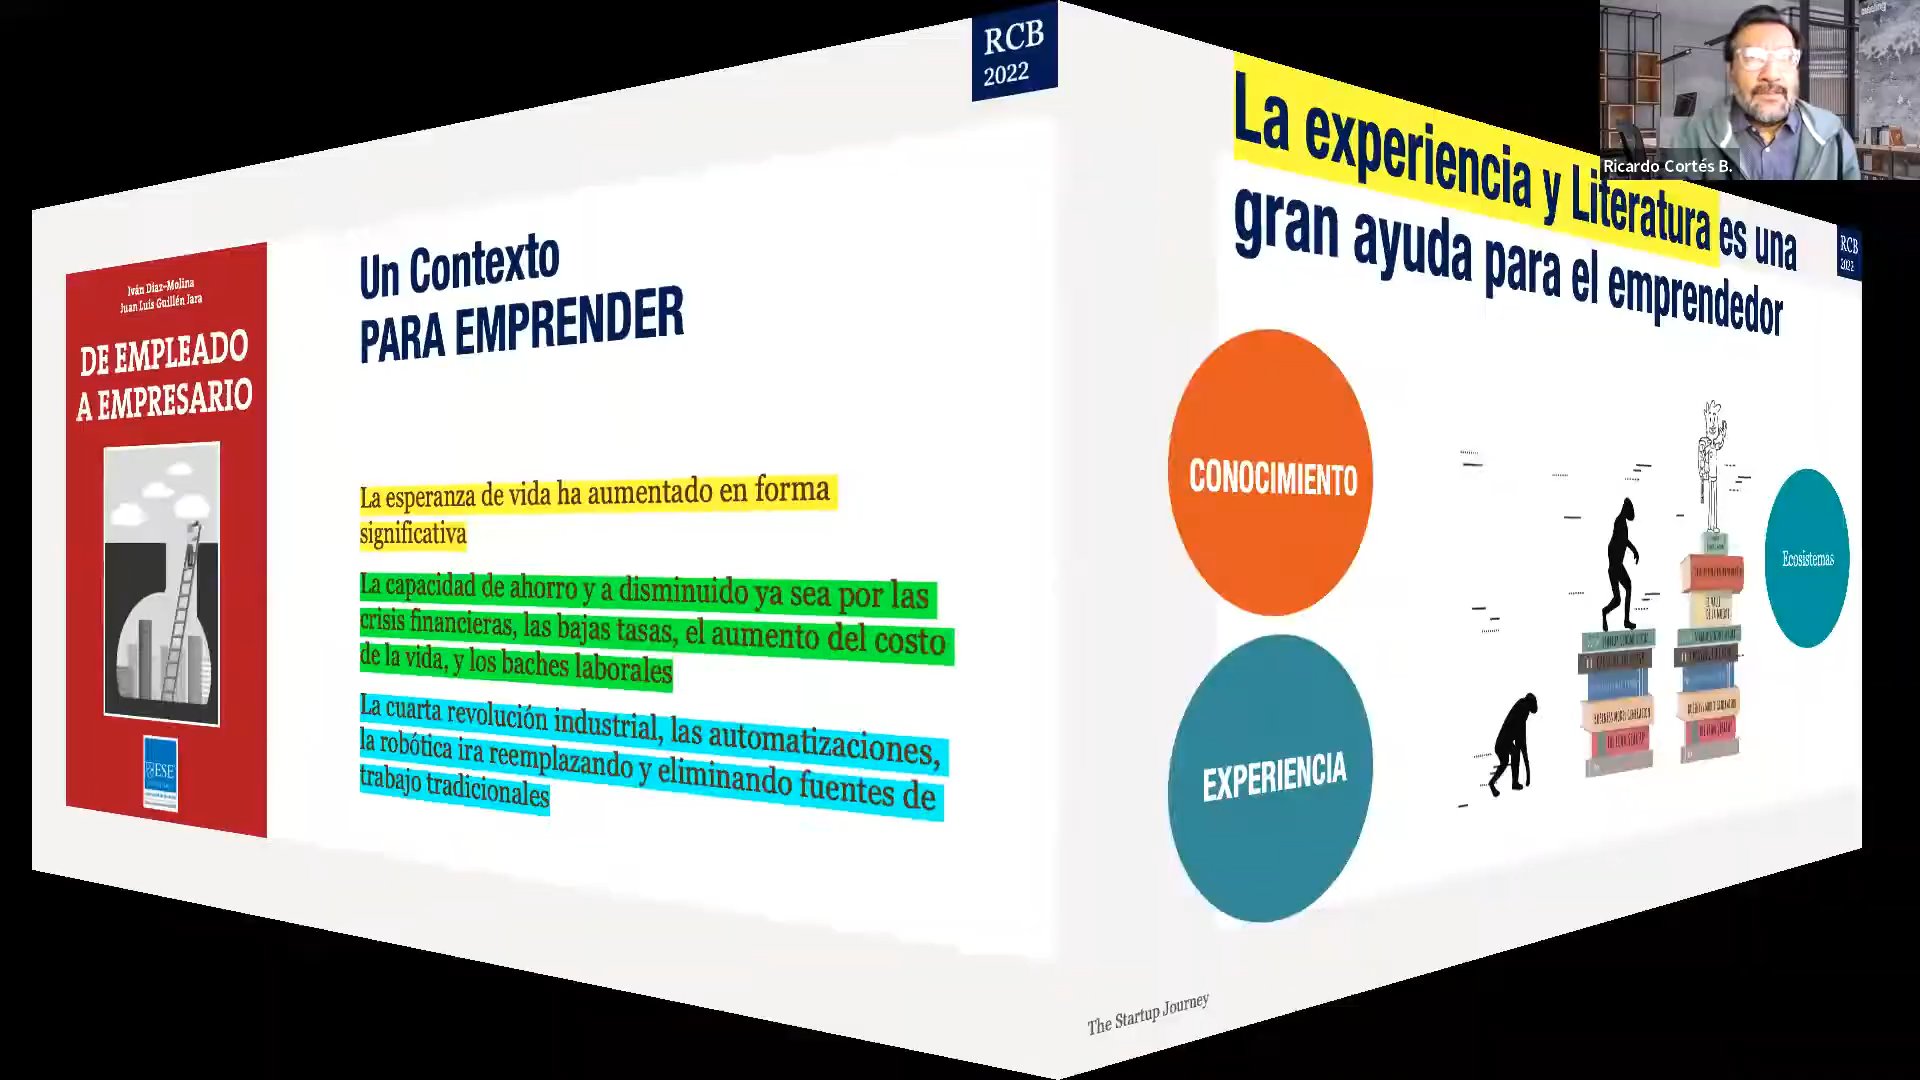 RCB
2022
Iván Díaz-Molina
Juan Luis Guillén Jara
DE EMPLEADO
A EMPRESARIO
ESE
Un Contexto
PARA EMPRENDER
La esperanza de vida ha aumentado en forma
significativa
La capacidad de ahorro y a disminuido ya sea por las
crisis financieras, las bajas tasas, el aumento del costo
de la vida, y los baches laborales
La cuarta revolución industrial, las automatizaciones,
la robótica ira reemplazando y eliminando fuentes de
trabajo tradicionales
La experiencia y Literatura es una
gran ayuda para el emprendedor
RCB
2022
CONOCIMIENTO
EXPERIENCIA
Ecosistemas
The Startup Journey
Ricardo Cortés B.